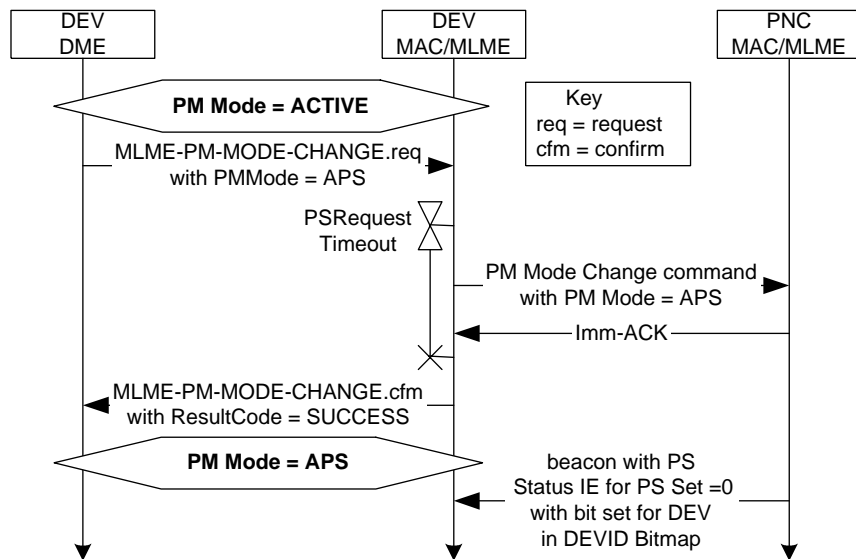 DEV
DME
DEV
MAC/MLME
PNC
MAC/MLME
PM Mode = ACTIVE
Key
req = request
cfm = confirm
MLME-PM-MODE-CHANGE.req
with PMMode = APS
PSRequest
Timeout
PM Mode Change command
with PM Mode = APS
Imm-ACK
MLME-PM-MODE-CHANGE.cfm
with ResultCode = SUCCESS
PM Mode = APS
beacon with PS
Status IE for PS Set =0
with bit set for DEV
in DEVID Bitmap